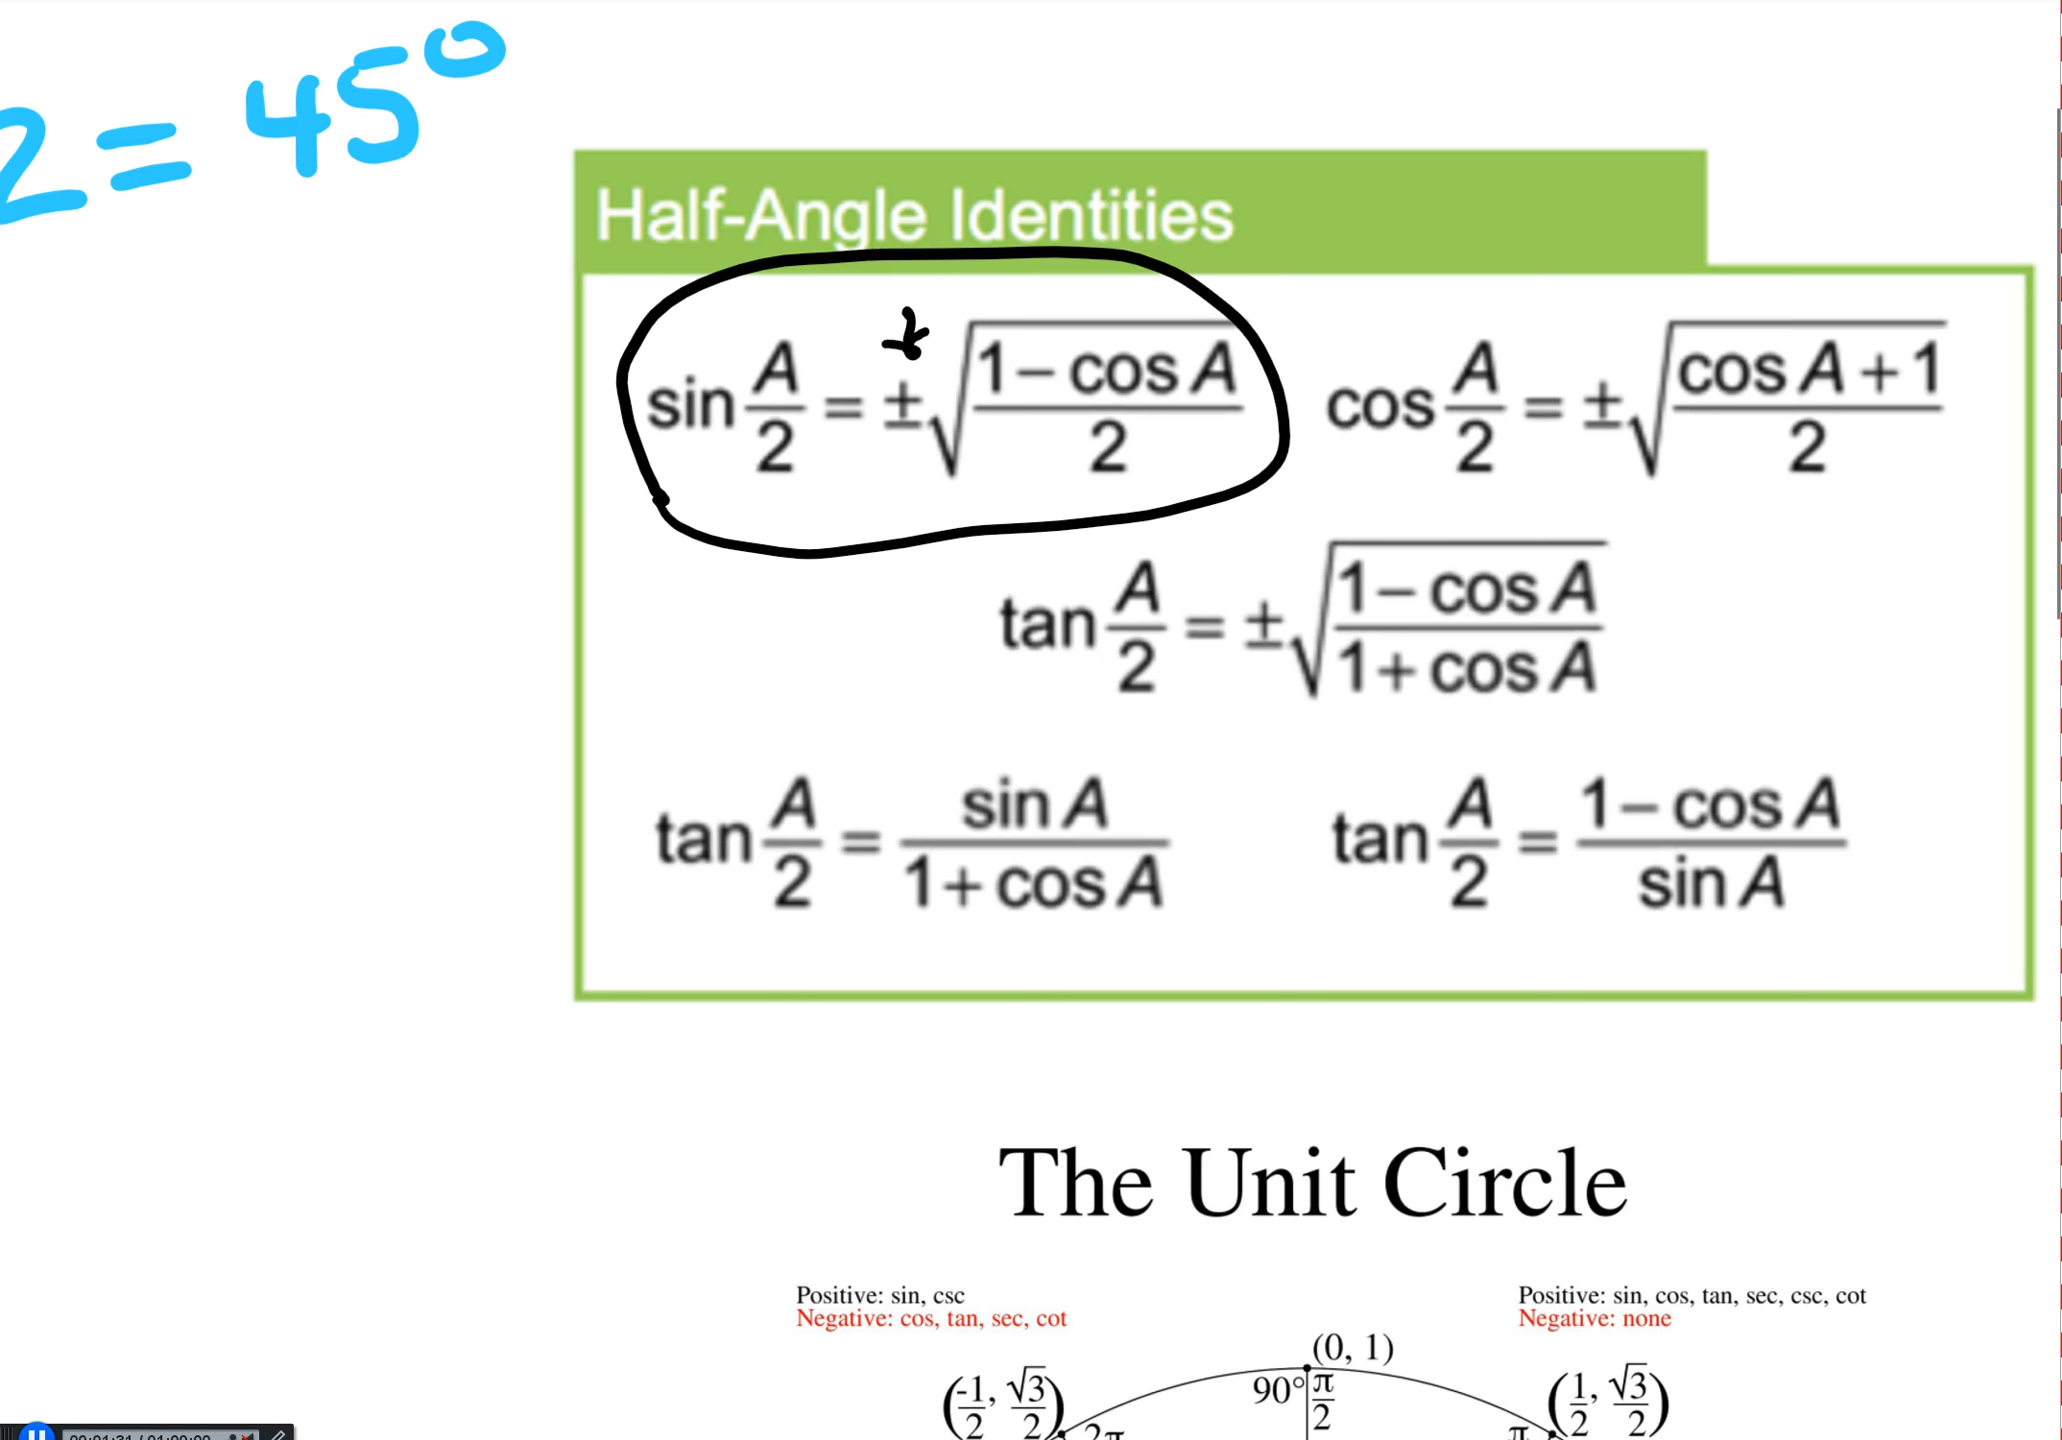 2 = 45°
Half-Angle Identities
+
sin A/2 = ±√((1 – cos A)/2) cos A/2 = ±√((cos A + 1)/2)
tan A/2 = ±√((1 – cos A)/(1 + cos A))
tan A/2 = sin A/(1 + cos A) tan A/2 = (1 – cos A)/sin A
The Unit Circle
Positive: sin, csc Positive: sin, cos, tan, sec, csc, cot
Negative: cos, tan, sec, cot Negative: none
(0, 1)
(-1/2, √3/2) 90° π/2 (1/2, √3/2)
2π π